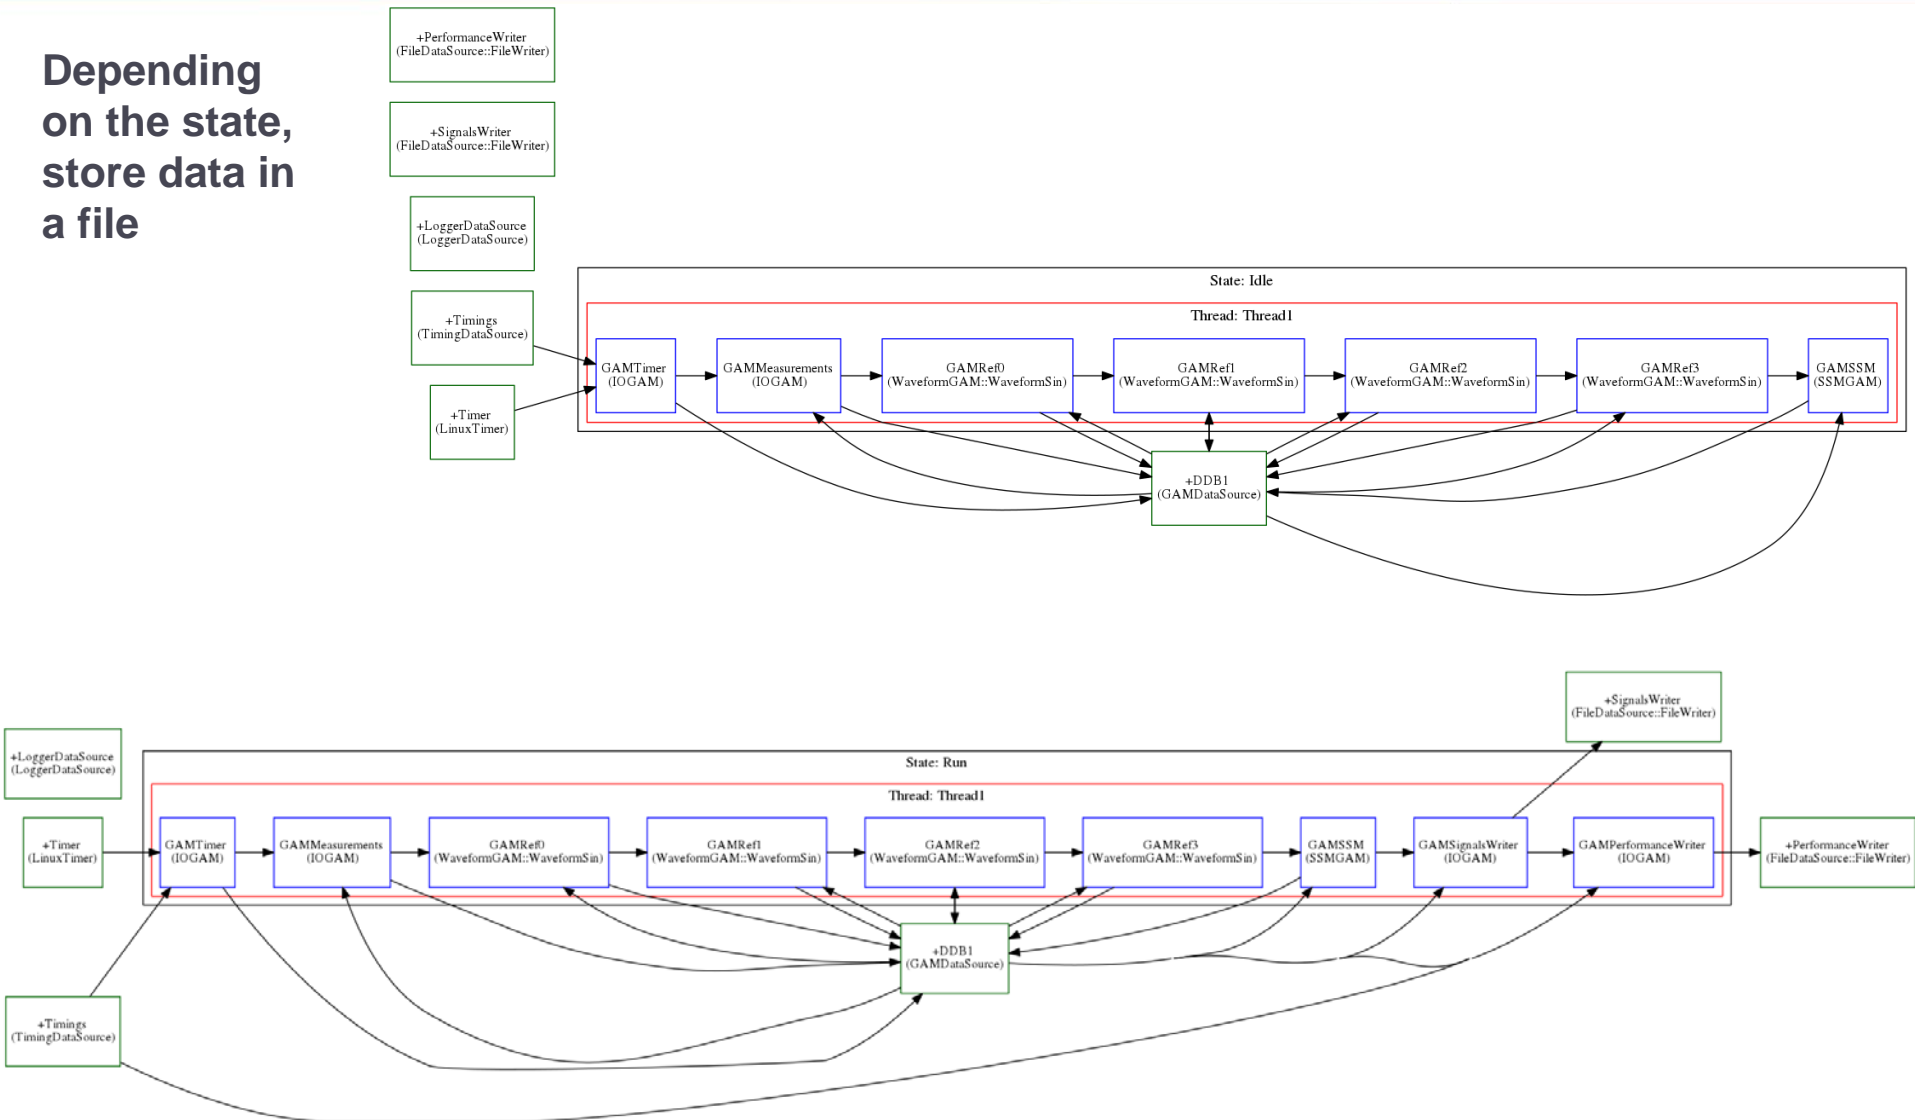 Depending
on the state,
store data in
a file
+PerformanceWriter
(FileDataSource::FileWriter)
+SignalsWriter
(FileDataSource::FileWriter)
+LoggerDataSource
(LoggerDataSource)
+Timings
(TimingDataSource)
+Timer
(LinuxTimer)
State: Idle
Thread: Thread1
GAMTimer
(IOGAM)
GAMMeasurements
(IOGAM)
GAMRef0
(WaveformGAM::WaveformSin)
GAMRef1
(WaveformGAM::WaveformSin)
GAMRef2
(WaveformGAM::WaveformSin)
GAMRef3
(WaveformGAM::WaveformSin)
GAMSSM
(SSMGAM)
+DDB1
(GAMDataSource)
+SignalsWriter
(FileDataSource::FileWriter)
+LoggerDataSource
(LoggerDataSource)
State: Run
Thread: Thread1
+Timer
(LinuxTimer)
GAMTimer
(IOGAM)
GAMMeasurements
(IOGAM)
GAMRef0
(WaveformGAM::WaveformSin)
GAMRef1
(WaveformGAM::WaveformSin)
GAMRef2
(WaveformGAM::WaveformSin)
GAMRef3
(WaveformGAM::WaveformSin)
GAMSSM
(SSMGAM)
GAMSignalsWriter
(IOGAM)
GAMPerformanceWriter
(IOGAM)
+PerformanceWriter
(FileDataSource::FileWriter)
+DDB1
(GAMDataSource)
+Timings
(TimingDataSource)